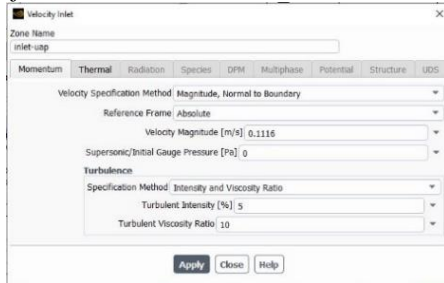 Velocity Inlet
Zone Name
inlet-uap
Momentum Thermal Radiation Species DPM Multiphase Potential Structure UDS
Velocity Specification Method Magnitude, Normal to Boundary
Reference Frame Absolute
Velocity Magnitude [m/s] 0.1116
Supersonic/Initial Gauge Pressure [Pa] 0
Turbulence
Specification Method Intensity and Viscosity Ratio
Turbulent Intensity [%] 5
Turbulent Viscosity Ratio 10
Apply Close Help